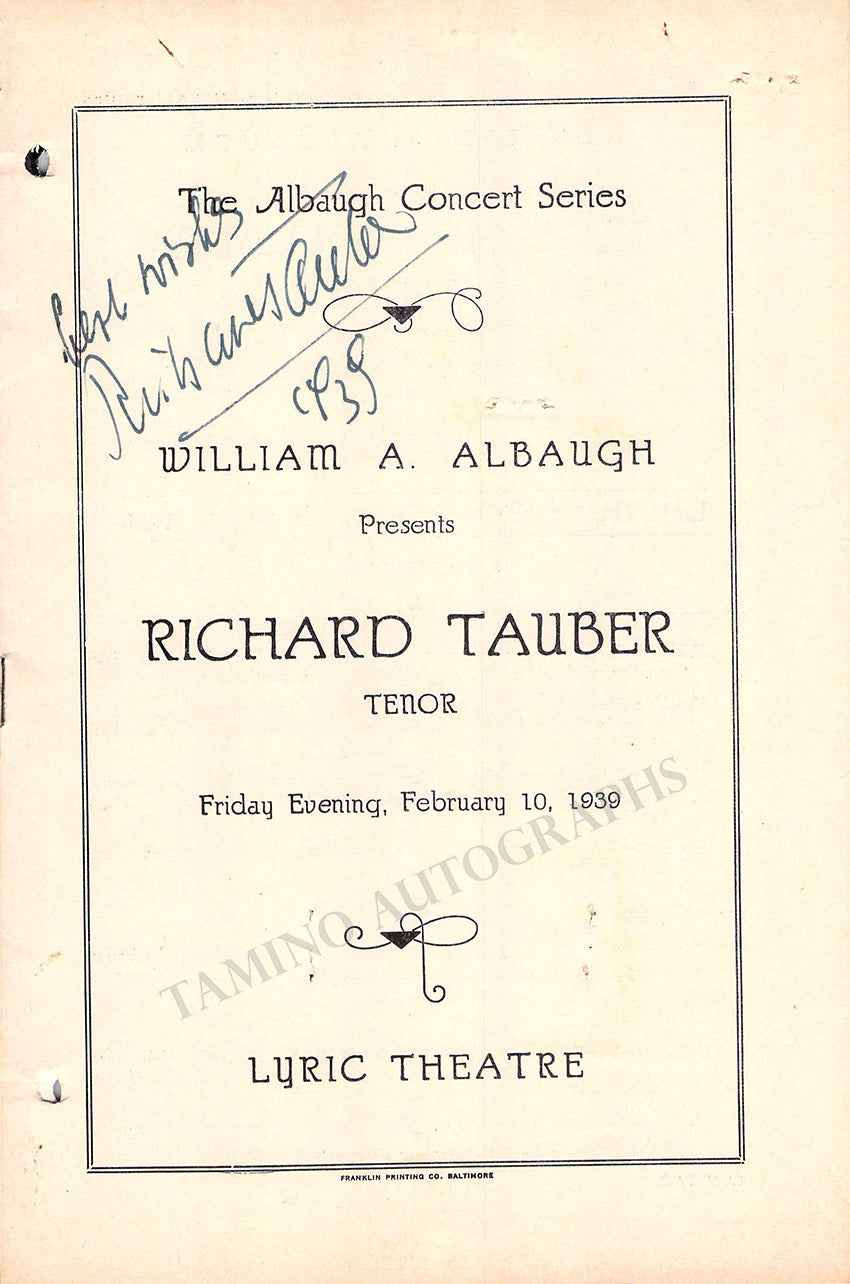 The Albaugh Concert Series
best wishes
Richard Tauber
1939
WILLIAM A. ALBAUGH
Presents
RICHARD TAUBER
TENOR
Friday Evening, February 10, 1939
TAMINO AUTOGRAPHS
LYRIC THEATRE
FRANKLIN PRINTING CO. BALTIMORE